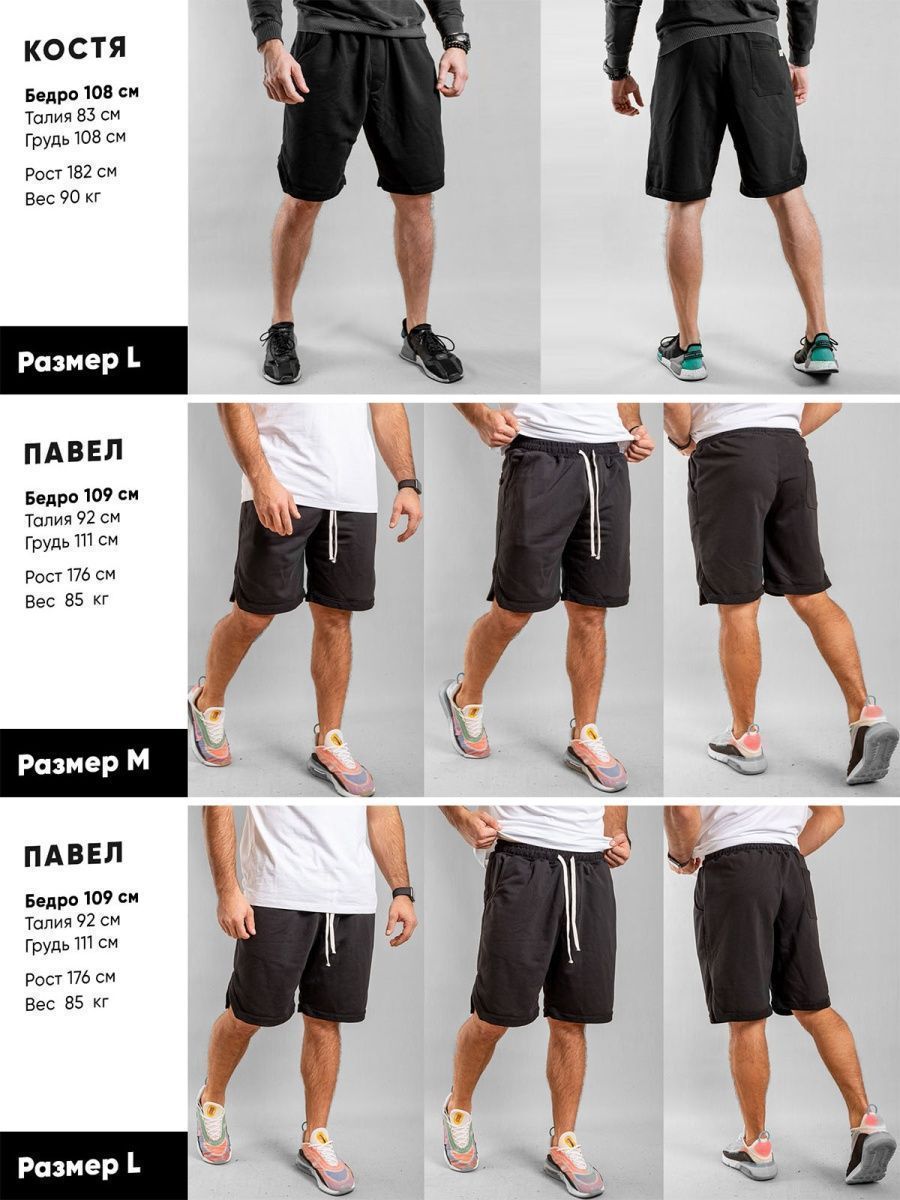 КОСТЯ
Бедро 108 см
Талия 83 см
Грудь 108 см
Рост 182 см
Вес 90 кг
Размер L
ПАВЕЛ
Бедро 109 см
Талия 92 см
Грудь 111 см
Рост 176 см
Вес 85 кг
Размер M
ПАВЕЛ
Бедро 109 см
Талия 92 см
Грудь 111 см
Рост 176 см
Вес 85 кг
Размер L